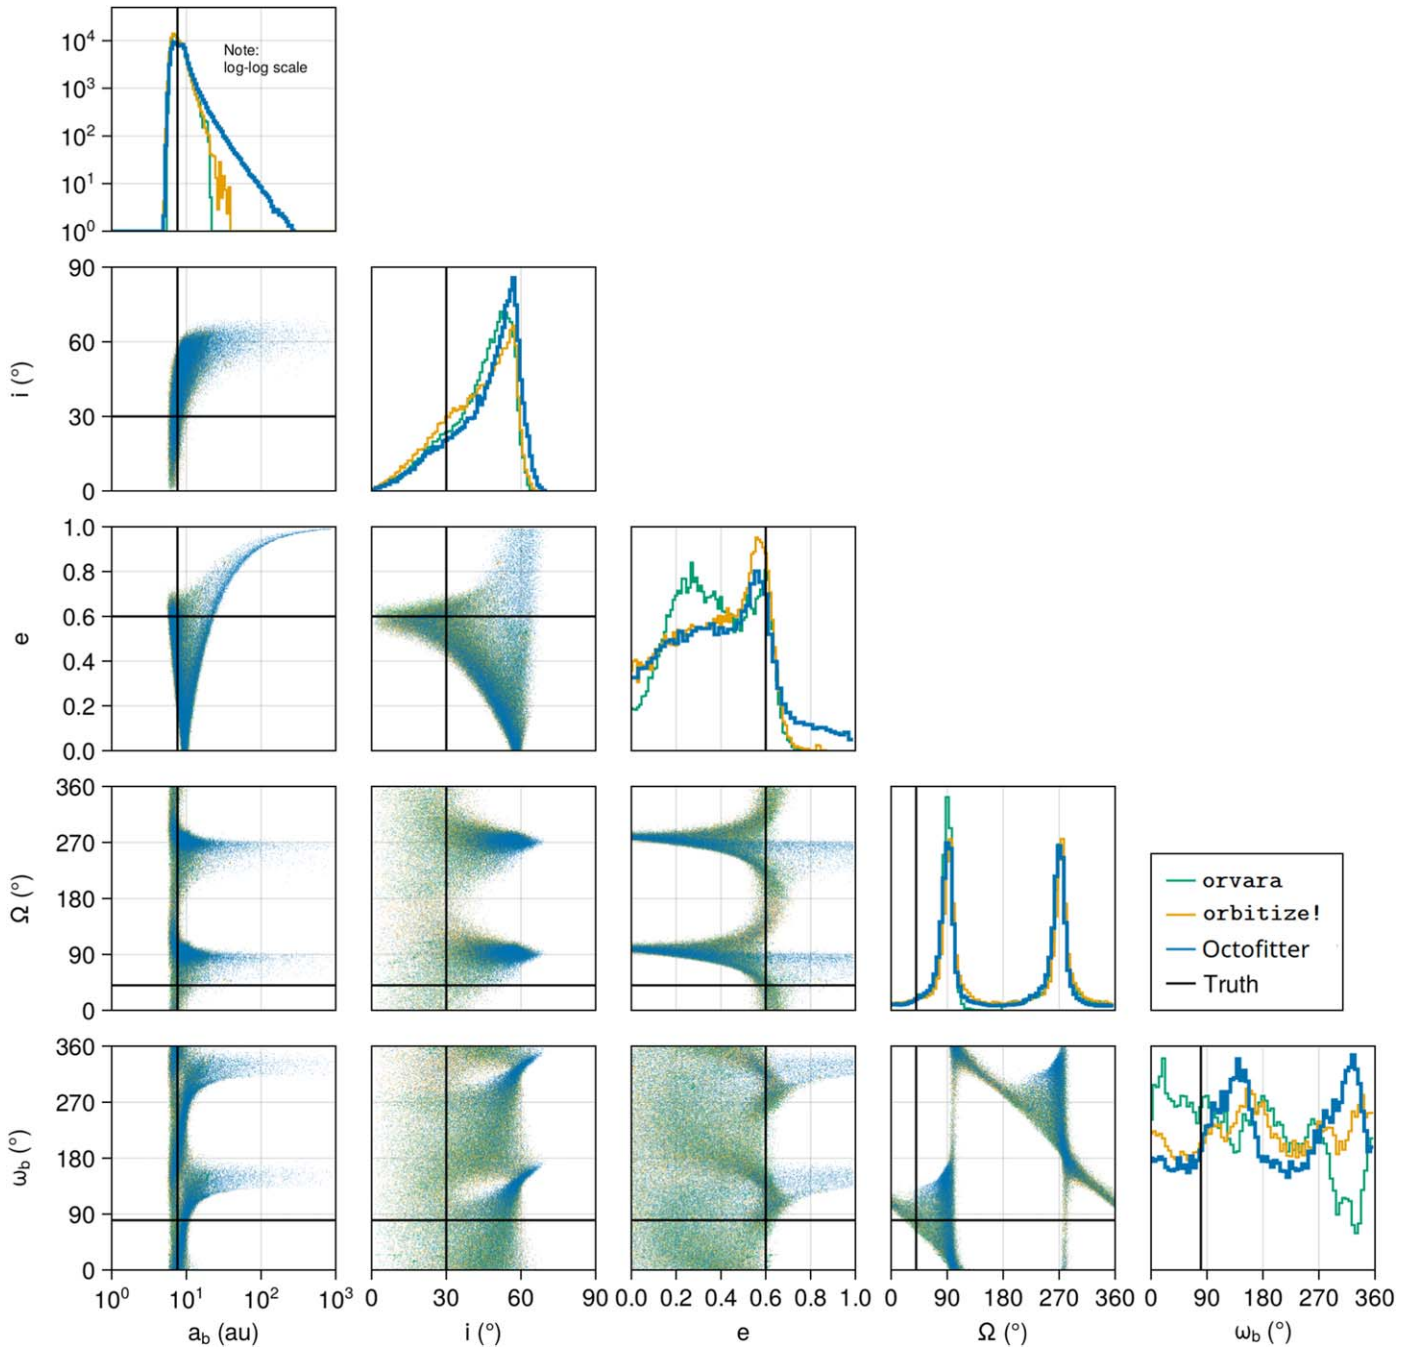 10⁴
10³
10²
10¹
10⁰
Note:
log-log scale
i (°)
90
60
30
0
e
1.0
0.8
0.6
0.4
0.2
0.0
Ω (°)
360
270
180
90
0
orvara
orbitize!
Octofitter
Truth
ω_b (°)
360
270
180
90
0
10⁰ 10¹ 10² 10³ 0 30 60 90 0.0 0.2 0.4 0.6 0.8 1.0 0 90 180 270 360 0 90 180 270 360
a_b (au) i (°) e Ω (°) ω_b (°)